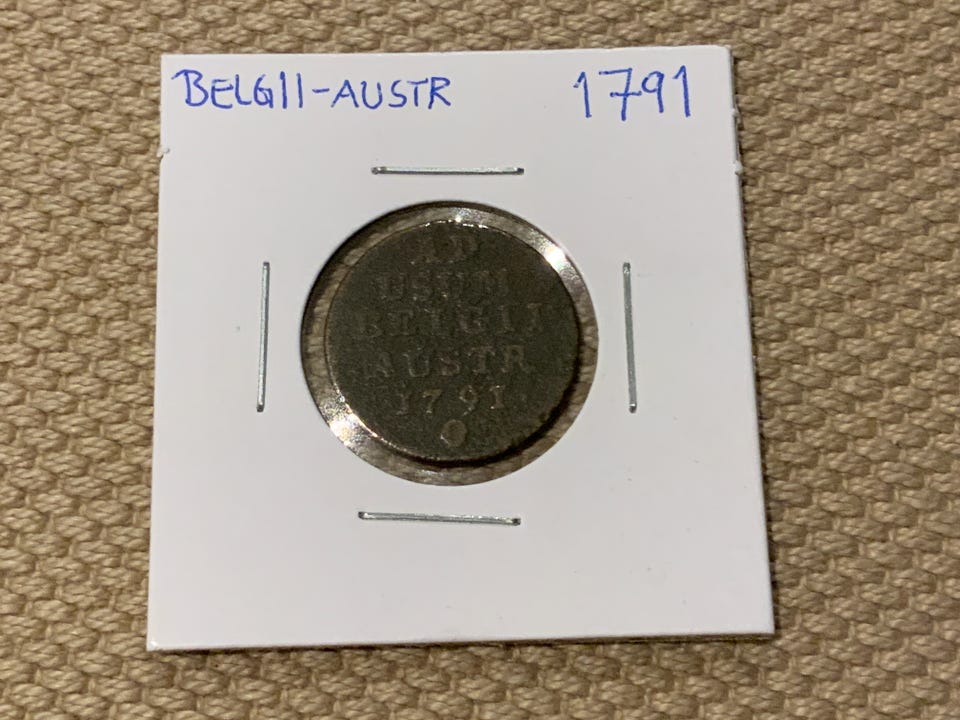 BELGII-AUSTR 1791
AD
USUM
BELGII
AUSTR
1791